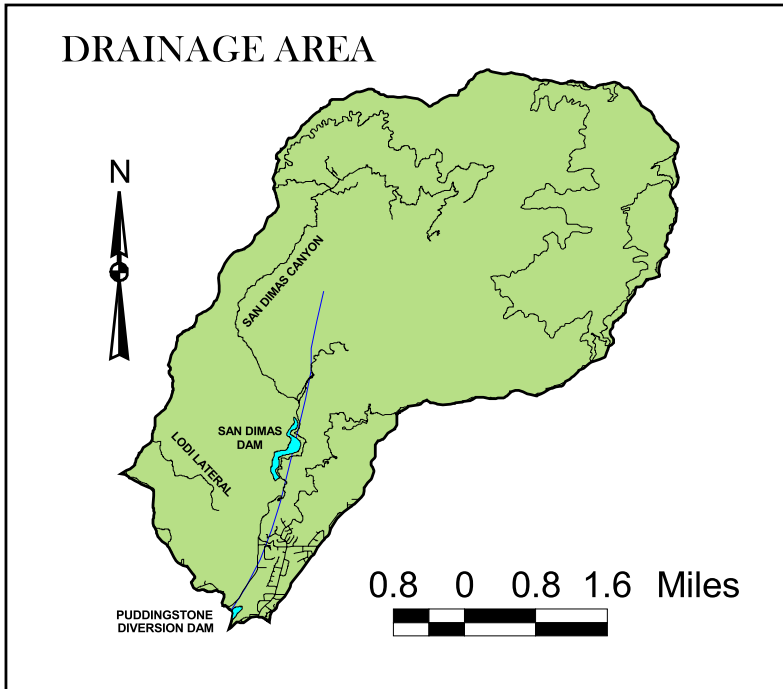 DRAINAGE AREA
N
SAN DIMAS CANYON
SAN DIMAS
DAM
LODI LATERAL
0.8 0 0.8 1.6 Miles
PUDDINGSTONE
DIVERSION DAM